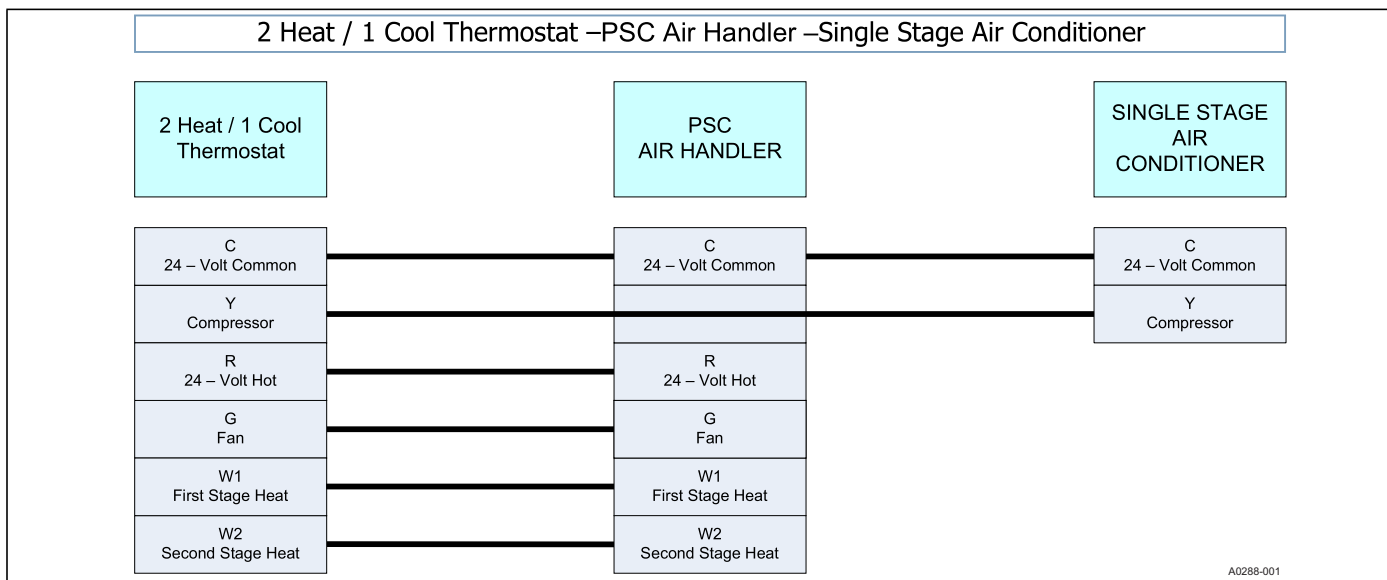 2 Heat / 1 Cool Thermostat –PSC Air Handler –Single Stage Air Conditioner
2 Heat / 1 Cool
Thermostat
PSC
AIR HANDLER
SINGLE STAGE
AIR
CONDITIONER
C
24 – Volt Common
C
24 – Volt Common
C
24 – Volt Common
Y
Compressor
Y
Compressor
R
24 – Volt Hot
R
24 – Volt Hot
G
Fan
G
Fan
W1
First Stage Heat
W1
First Stage Heat
W2
Second Stage Heat
W2
Second Stage Heat
A0288-001